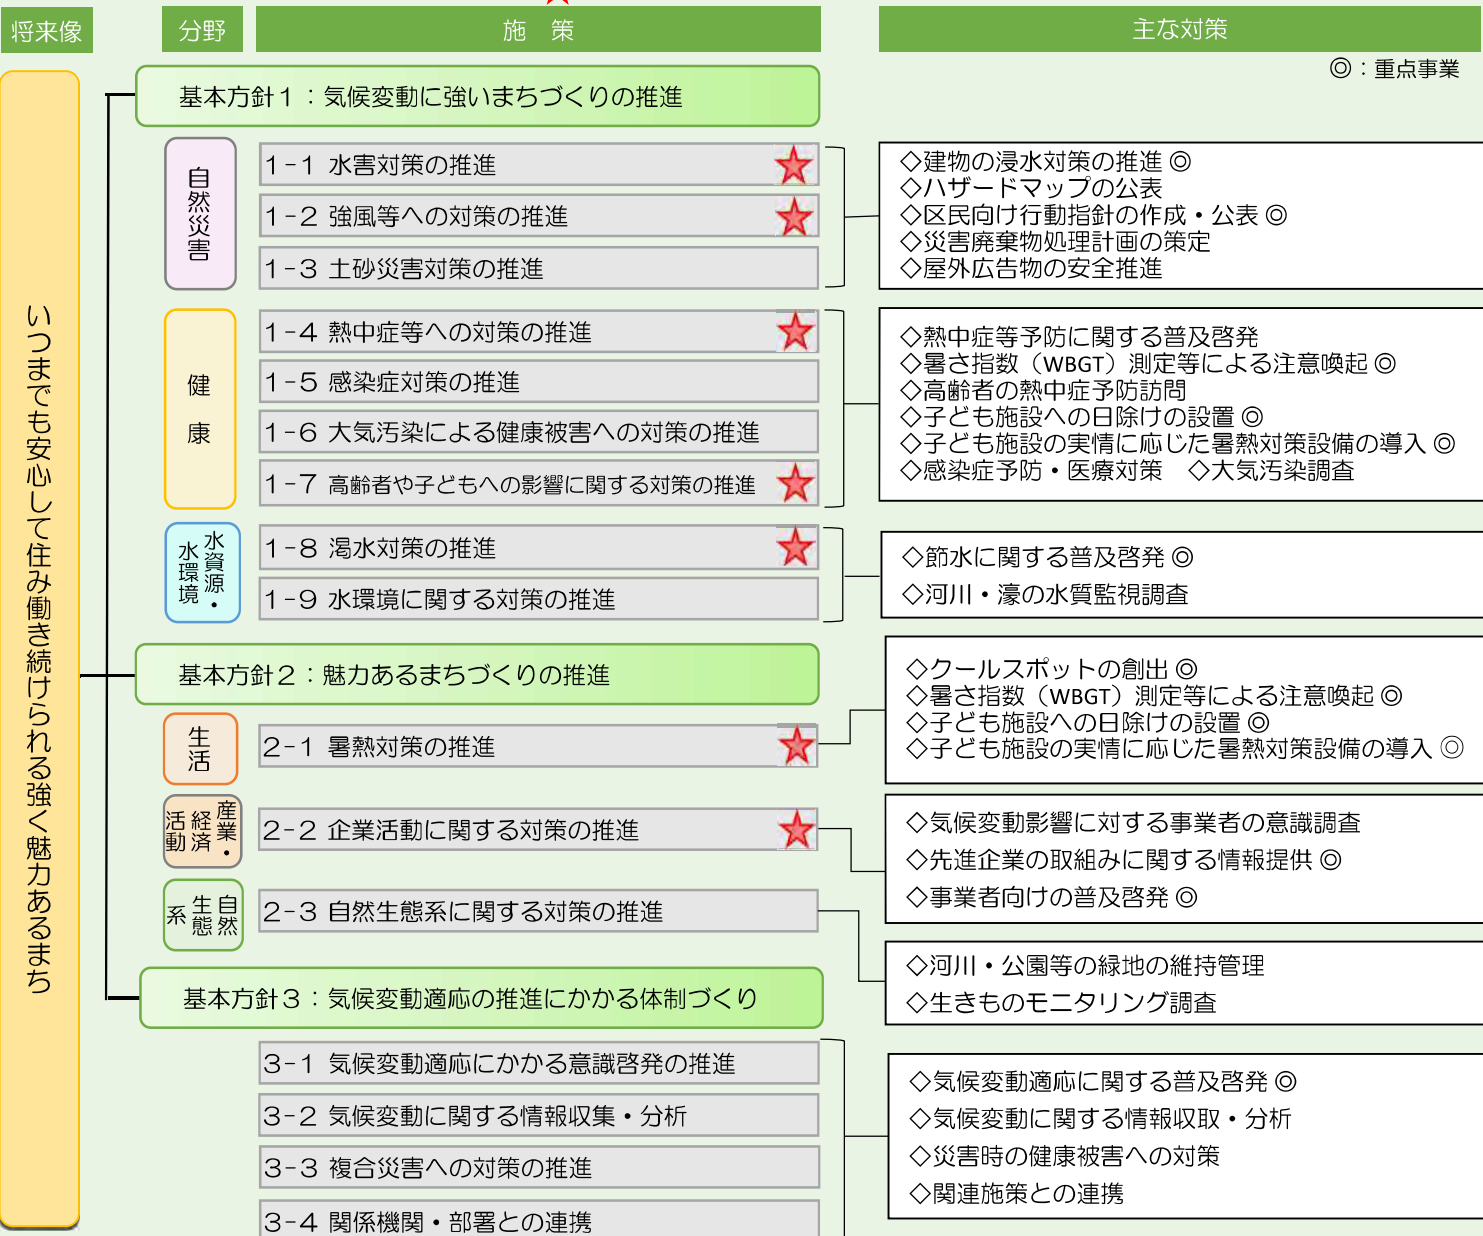 将来像
分野
施　策
主な対策
◎：重点事業
いつまでも安心して住み働き続けられる強く魅力あるまち
基本方針１：気候変動に強いまちづくりの推進
自然災害
１-１ 水害対策の推進
１-２ 強風等への対策の推進
１-３ 土砂災害対策の推進
◇建物の浸水対策の推進 ◎
◇ハザードマップの公表
◇区民向け行動指針の作成・公表 ◎
◇災害廃棄物処理計画の策定
◇屋外広告物の安全推進
健康
１-４ 熱中症等への対策の推進
１-５ 感染症対策の推進
１-６ 大気汚染による健康被害への対策の推進
１-７ 高齢者や子どもへの影響に関する対策の推進
◇熱中症等予防に関する普及啓発
◇暑さ指数（WBGT）測定等による注意喚起 ◎
◇高齢者の熱中症予防訪問
◇子ども施設への日除けの設置 ◎
◇子ども施設の実情に応じた暑熱対策設備の導入 ◎
◇感染症予防・医療対策　◇大気汚染調査
水資源・
水環境
１-８ 渇水対策の推進
１-９ 水環境に関する対策の推進
◇節水に関する普及啓発 ◎
◇河川・濠の水質監視調査
基本方針２：魅力あるまちづくりの推進
生活
２-１ 暑熱対策の推進
◇クールスポットの創出 ◎
◇暑さ指数（WBGT）測定等による注意喚起 ◎
◇子ども施設への日除けの設置 ◎
◇子ども施設の実情に応じた暑熱対策設備の導入 ◎
産業・
経済
活動
２-２ 企業活動に関する対策の推進
◇気候変動影響に対する事業者の意識調査
◇先進企業の取組みに関する情報提供 ◎
◇事業者向けの普及啓発 ◎
自然
生態
系
２-３ 自然生態系に関する対策の推進
◇河川・公園等の緑地の維持管理
◇生きものモニタリング調査
基本方針３：気候変動適応の推進にかかる体制づくり
３-１ 気候変動適応にかかる意識啓発の推進
３-２ 気候変動に関する情報収集・分析
３-３ 複合災害への対策の推進
３-４ 関係機関・部署との連携
◇気候変動適応に関する普及啓発 ◎
◇気候変動に関する情報収取・分析
◇災害時の健康被害への対策
◇関連施策との連携